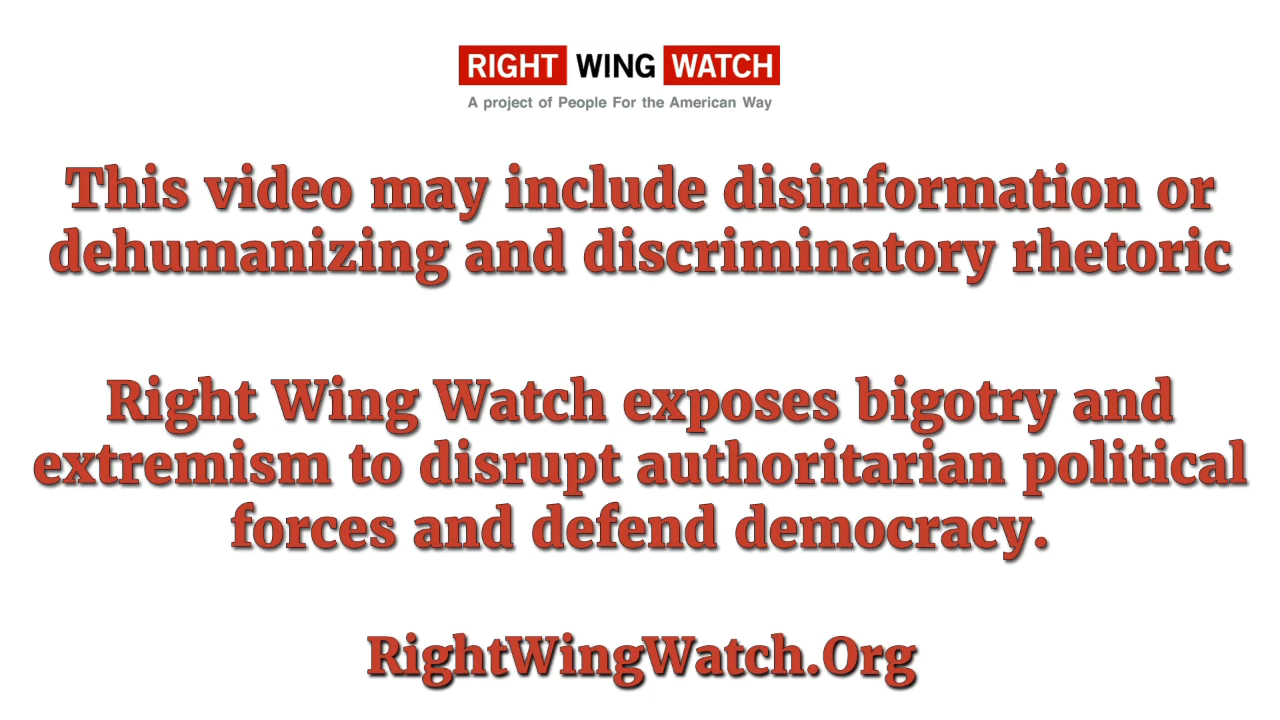 RIGHT WING WATCH
A project of People For the American Way
This video may include disinformation or
dehumanizing and discriminatory rhetoric
Right Wing Watch exposes bigotry and
extremism to disrupt authoritarian political
forces and defend democracy.
RightWingWatch.Org